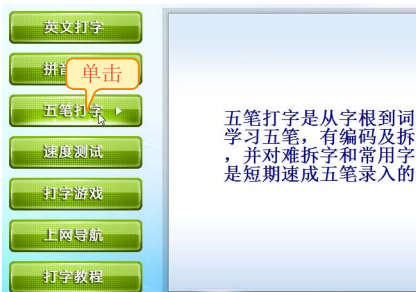 英文打字
拼音
单击
五笔打字
速度测试
打字游戏
上网导航
打字教程
五笔打字是从字根到词
学习五笔，有编码及拆
，并对难拆字和常用字
是短期速成五笔录入的